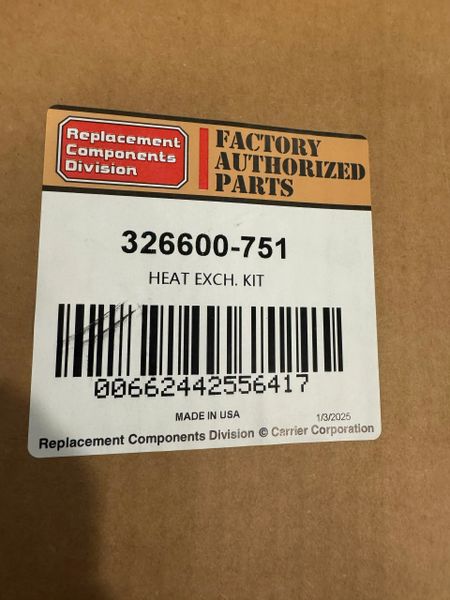 Replacement
Components
Division
FACTORY
AUTHORIZED
PARTS
326600-751
HEAT EXCH. KIT
00662442556417
MADE IN USA
1/3/2025
Replacement Components Division © Carrier Corporation